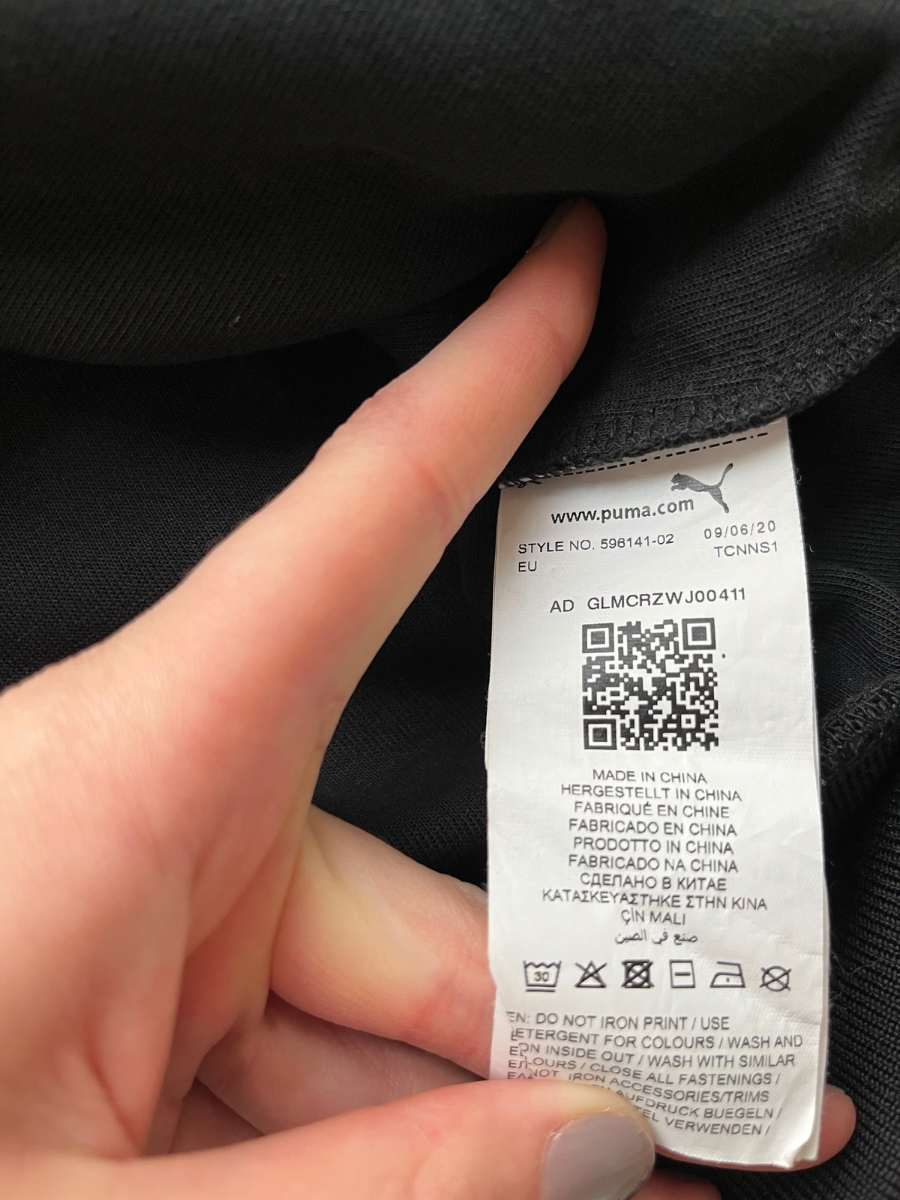 www.puma.com
STYLE NO. 596141-02 09/06/20
EU TCNNS1
AD GLMCRZWJ00411
MADE IN CHINA
HERGESTELLT IN CHINA
FABRIQUÉ EN CHINE
FABRICADO EN CHINA
PRODOTTO IN CHINA
FABRICADO NA CHINA
СДЕЛАНО В КИТАЕ
ΚΑΤΑΣΚΕΥΑΣΤΗΚΕ ΣΤΗΝ ΚΙΝΑ
ÇİN MALI
صنع في الصين
30
EN: DO NOT IRON PRINT / USE
ETERGENT FOR COLOURS / WASH AND
INSIDE OUT / WASH WITH SIMILAR
OURS / CLOSE ALL FASTENINGS /
NOT IRON ACCESSORIES/TRIMS
AUFDRUCK BUEGELN /
VERWENDEN /